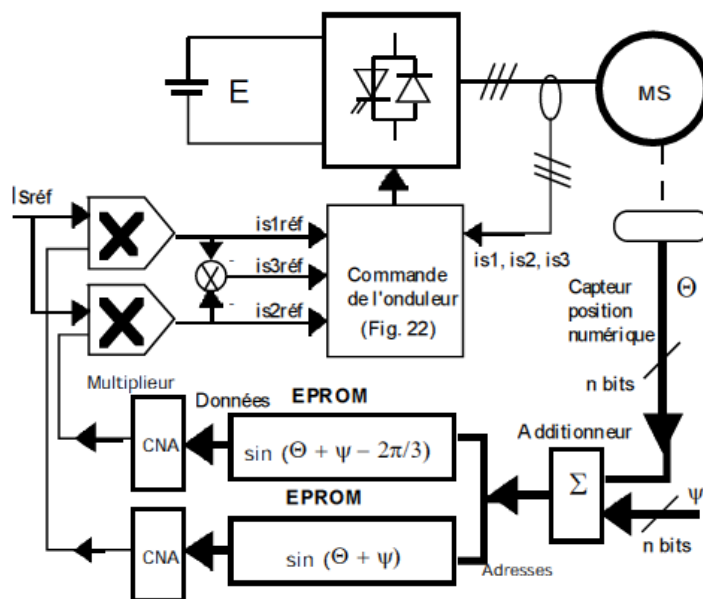 E
MS
ISréf
is1réf
is3réf
is2réf
is1, is2, is3
Commande
de l'onduleur
(Fig. 22)
Capteur
position
numérique
Θ
n bits
Multiplieur
Données
EPROM
CNA
sin (Θ + ψ − 2π/3)
Additionneur
Σ
ψ
n bits
EPROM
CNA
sin (Θ + ψ)
Adresses